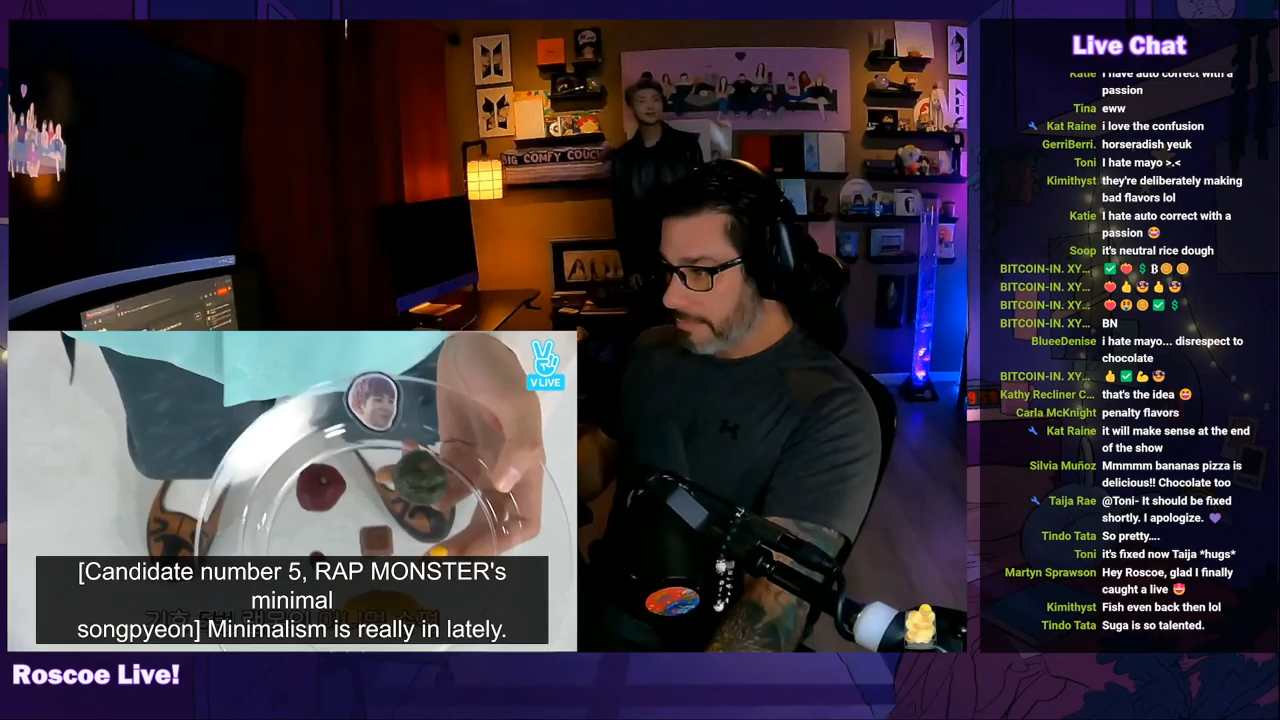 Live Chat
Katie I have auto correct with a
passion
Tina eww
Kat Raine i love the confusion
GerriBerri. horseradish yeuk
Toni I hate mayo >.<
Kimithyst they're deliberately making
bad flavors lol
Katie I hate auto correct with a
passion 🤩
Soop it's neutral rice dough
BITCOIN-IN. XY... ✅ 🍎 💲 ₿ 🪙 🪙
BITCOIN-IN. XY... 🍎 👍 😎 👍 😎
BITCOIN-IN. XY... 🍎 🤑 🪙 ✅ 💲
BITCOIN-IN. XY... BN
BlueeDenise i hate mayo... disrespect to
chocolate
BITCOIN-IN. XY... 👍 ✅ 💪 😎
Kathy Recliner C... that's the idea 😆
Carla McKnight penalty flavors
Kat Raine it will make sense at the end
of the show
Silvia Muñoz Mmmmm bananas pizza is
delicious!! Chocolate too
Taija Rae @Toni- It should be fixed
shortly. I apologize. 💜
Tindo Tata So pretty....
Toni it's fixed now Taija *hugs*
Martyn Sprawson Hey Roscoe, glad I finally
caught a live 🤩
Kimithyst Fish even back then lol
Tindo Tata Suga is so talented.
BIG COMFY COUCH
V LIVE
[Candidate number 5, RAP MONSTER's
minimal
songpyeon] Minimalism is really in lately.
Roscoe Live!